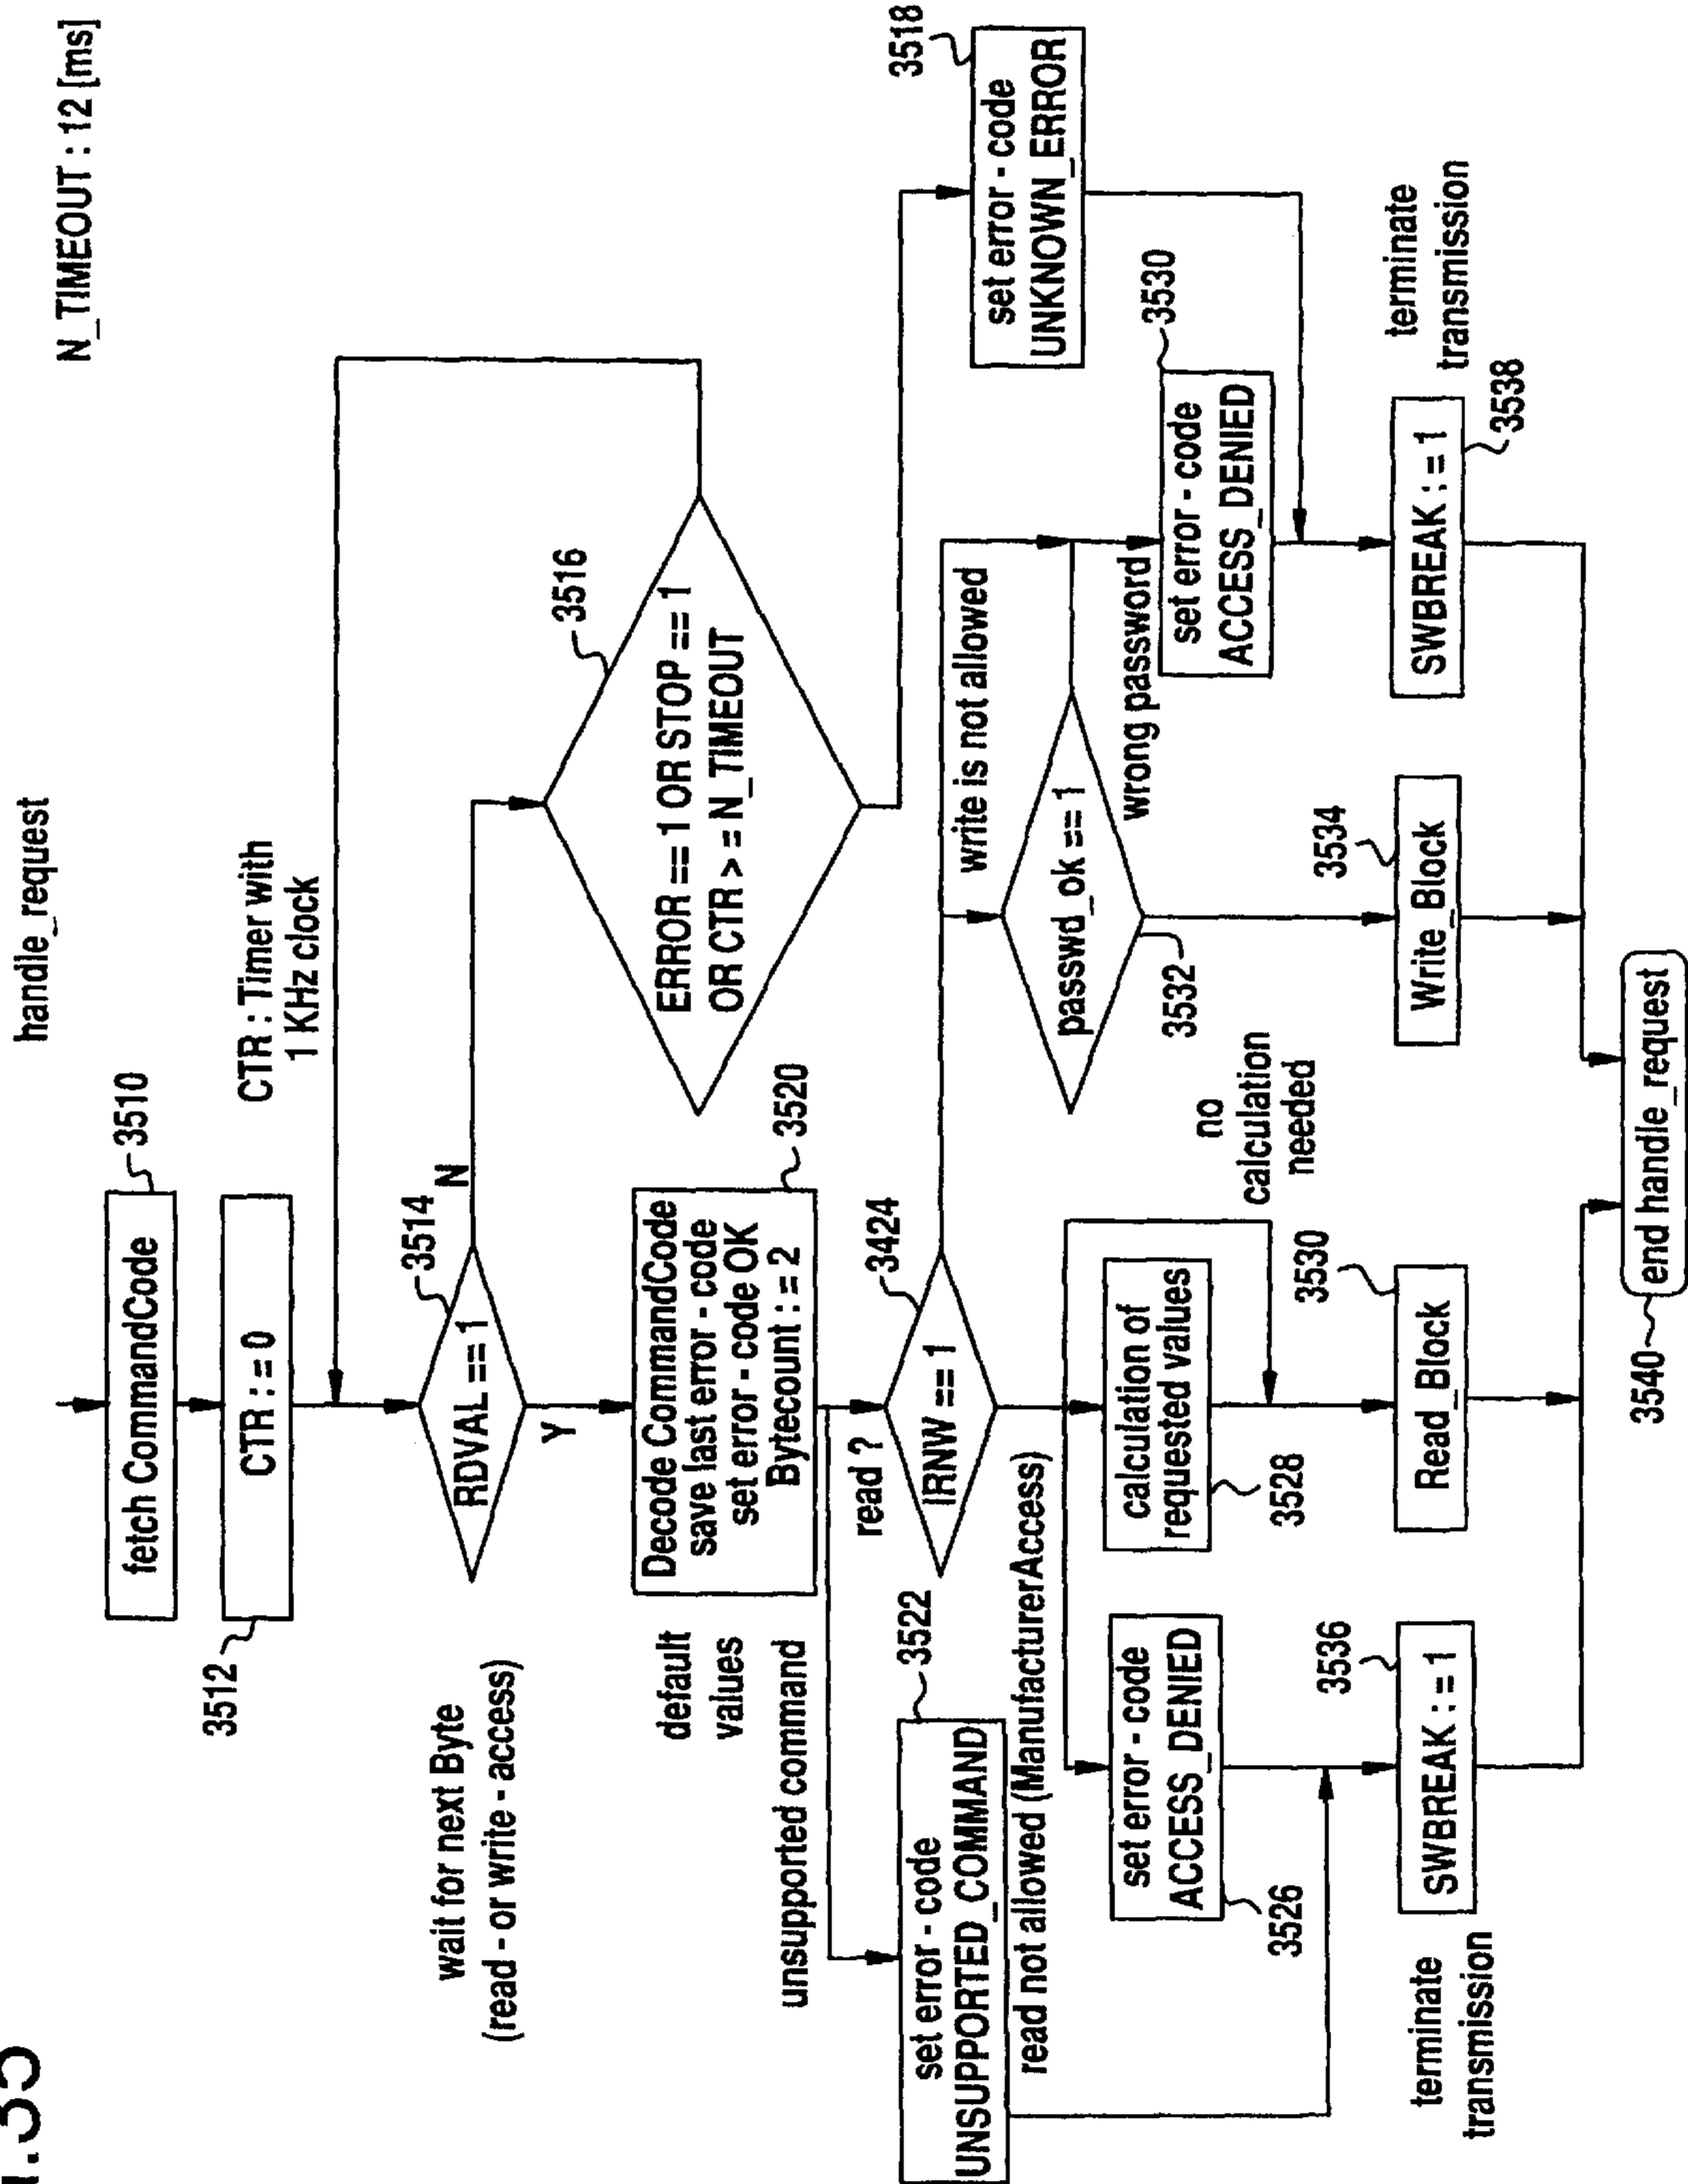 .35
handle_request
N_TIMEOUT : 12 [ms]
fetch CommandCode
3510
CTR : = 0
3512
CTR : Timer with
1 KHz clock
wait for next Byte
(read - or write - access)
RDVAL == 1
3514
N
Y
ERROR == 1 OR STOP == 1
OR CTR > = N_TIMEOUT
3516
default
values
Decode CommandCode
save last error - code
set error - code OK
Bytecount : = 2
3520
unsupported command
read ?
set error - code
UNSUPPORTED_COMMAND
3522
IRNW == 1
3424
write is not allowed
set error - code
UNKNOWN_ERROR
3518
read not allowed (ManufacturerAccess)
passwd_ok == 1
3532
wrong password
set error - code
ACCESS_DENIED
3526
calculation of
requested values
3528
no
calculation
needed
set error - code
ACCESS_DENIED
3530
terminate
transmission
SWBREAK : = 1
3536
Read_Block
3530
Write_Block
3534
SWBREAK : = 1
3538
terminate
transmission
3540
end handle_request